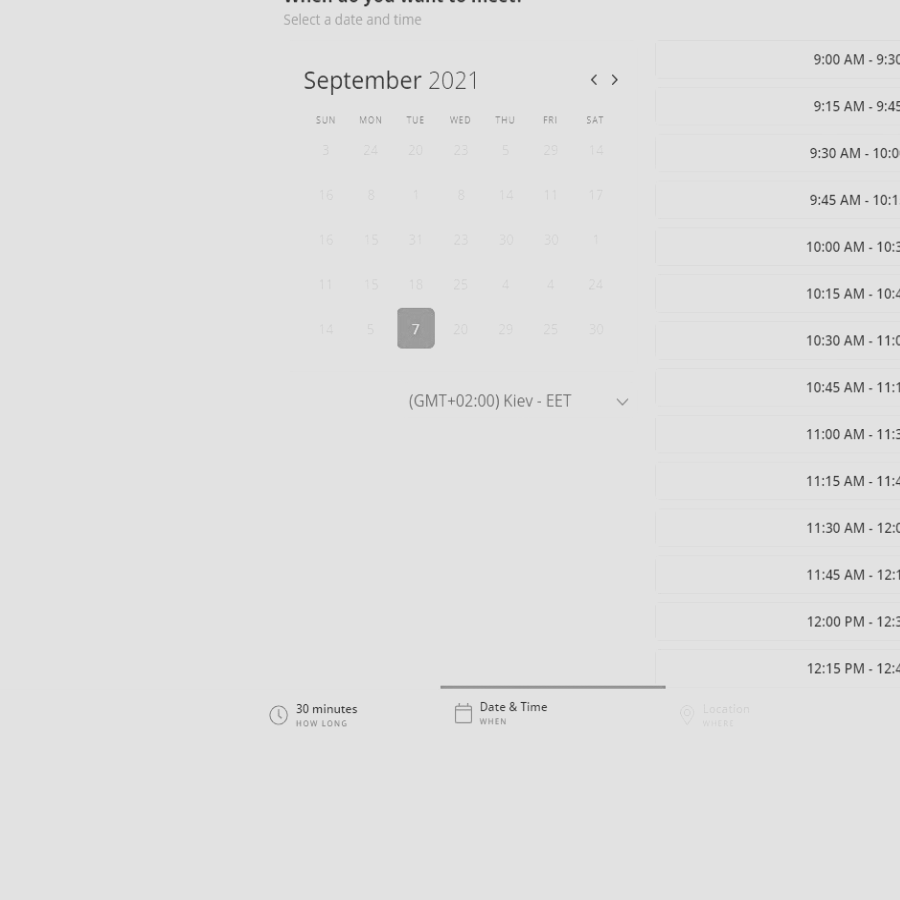 When do you want to meet?
Select a date and time
September 2021
SUN MON TUE WED THU FRI SAT
3 24 20 23 5 29 14
16 8 1 8 14 11 17
16 15 31 23 30 30 1
11 15 18 25 4 4 24
14 5 7 20 29 25 30
(GMT+02:00) Kiev - EET
9:00 AM - 9:30
9:15 AM - 9:45
9:30 AM - 10:0
9:45 AM - 10:1
10:00 AM - 10:3
10:15 AM - 10:4
10:30 AM - 11:0
10:45 AM - 11:1
11:00 AM - 11:3
11:15 AM - 11:4
11:30 AM - 12:0
11:45 AM - 12:1
12:00 PM - 12:3
12:15 PM - 12:4
30 minutes
HOW LONG
Date & Time
WHEN
Location
WHERE